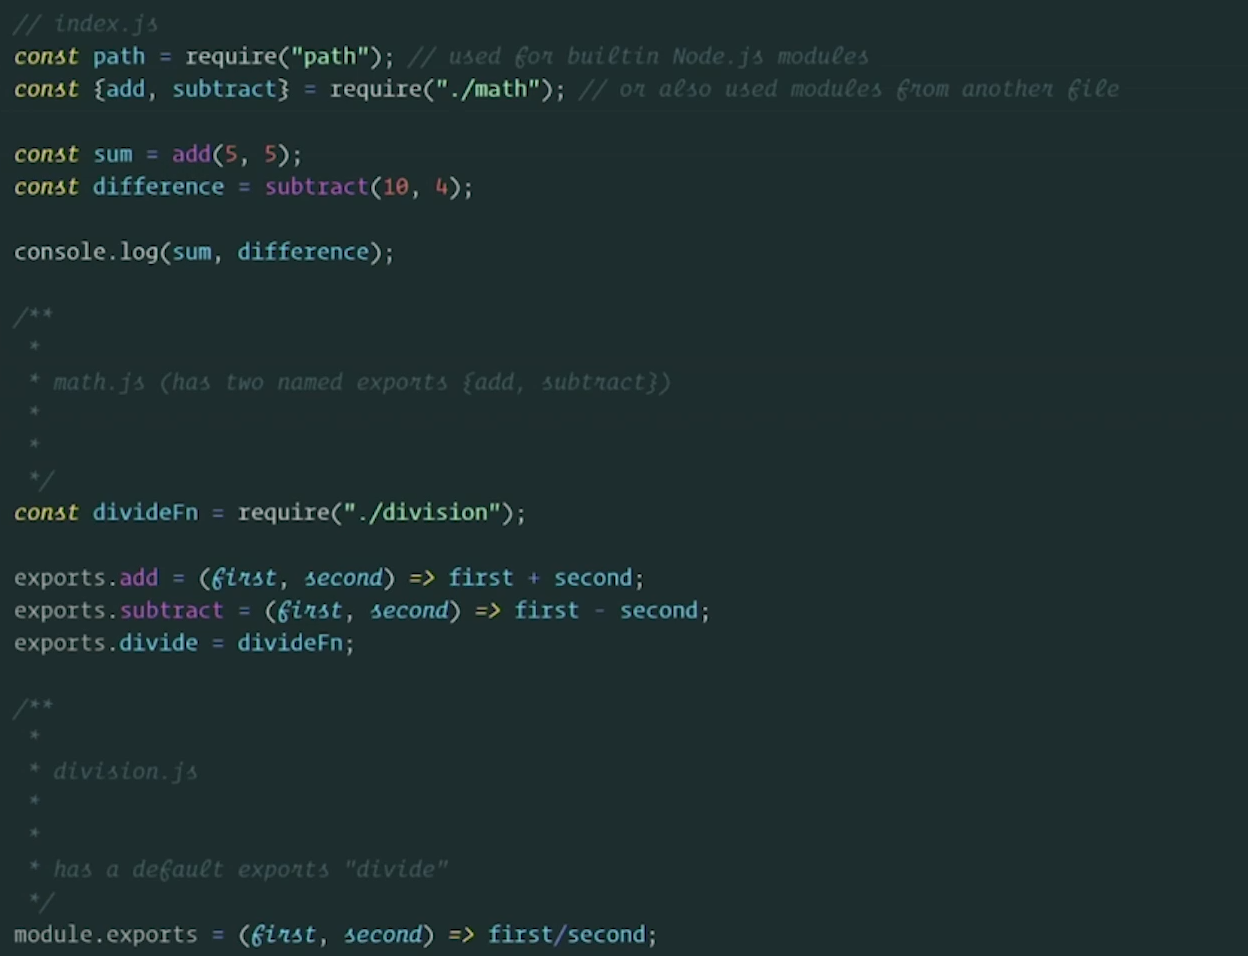 // index.js
const path = require("path"); // used for builtin Node.js modules
const {add, subtract} = require("./math"); // or also used modules from another file
const sum = add(5, 5);
const difference = subtract(10, 4);
console.log(sum, difference);
/**
 *
 * math.js (has two named exports {add, subtract})
 *
 *
 */
const divideFn = require("./division");
exports.add = (first, second) => first + second;
exports.subtract = (first, second) => first - second;
exports.divide = divideFn;
/**
 *
 * division.js
 *
 *
 * has a default exports "divide"
 */
module.exports = (first, second) => first/second;